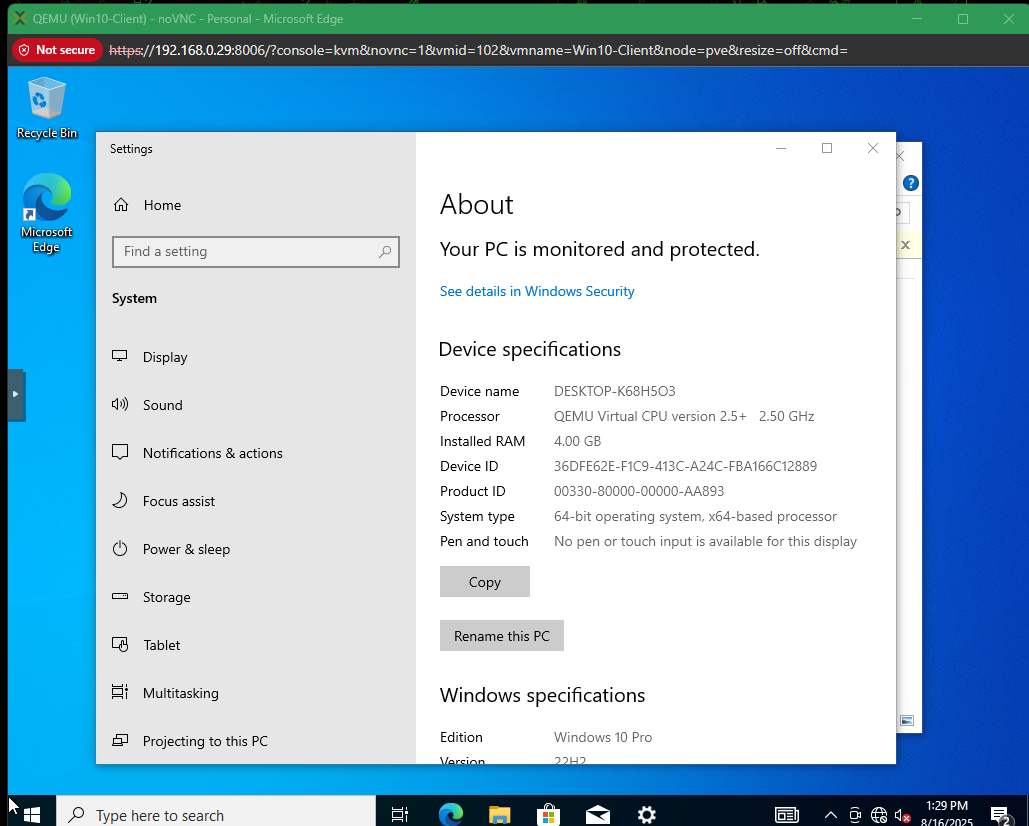 QEMU (Win10-Client) - noVNC - Personal - Microsoft Edge
Not secure https://192.168.0.29:8006/?console=kvm&novnc=1&vmid=102&vmname=Win10-Client&node=pve&resize=off&cmd=
Recycle Bin
Microsoft
Edge
Settings
Home
Find a setting
System
Display
Sound
Notifications & actions
Focus assist
Power & sleep
Storage
Tablet
Multitasking
Projecting to this PC
About
Your PC is monitored and protected.
See details in Windows Security
Device specifications
Device name DESKTOP-K68H5O3
Processor QEMU Virtual CPU version 2.5+ 2.50 GHz
Installed RAM 4.00 GB
Device ID 36DFE62E-F1C9-413C-A24C-FBA166C12889
Product ID 00330-80000-00000-AA893
System type 64-bit operating system, x64-based processor
Pen and touch No pen or touch input is available for this display
Copy
Rename this PC
Windows specifications
Edition Windows 10 Pro
Version 22H2
Type here to search
1:29 PM
8/16/2025
2